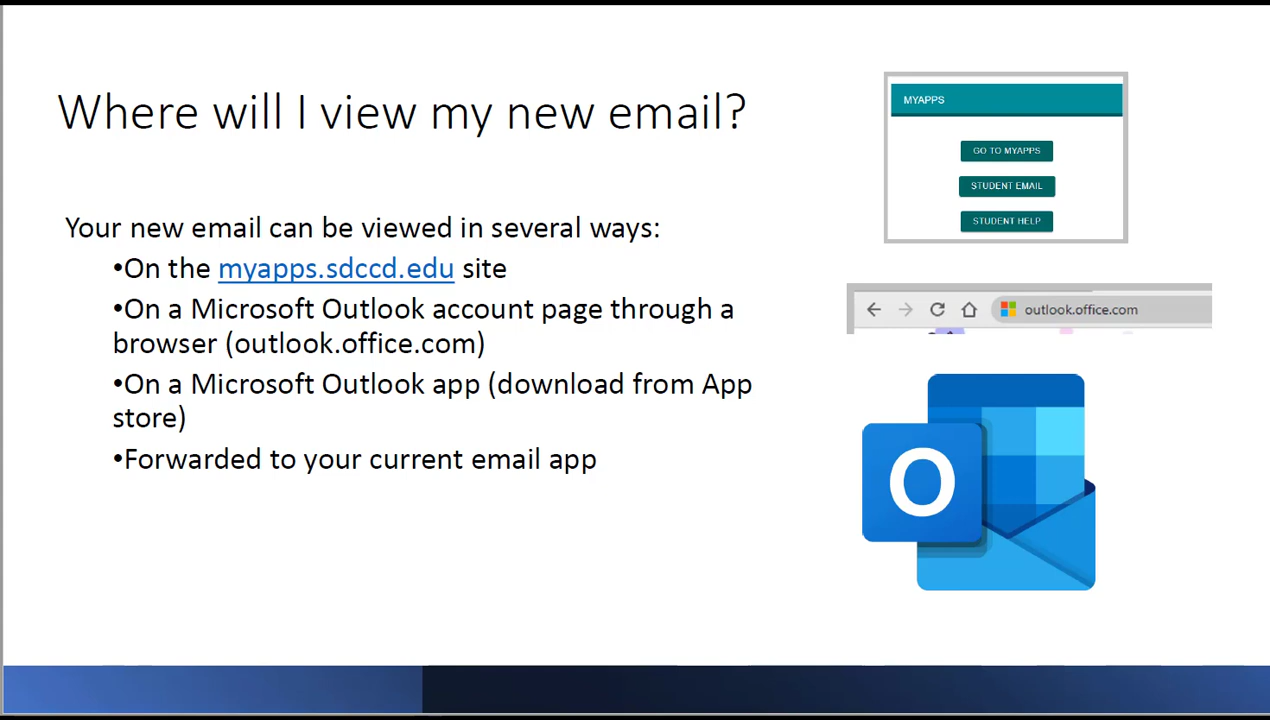 Where will I view my new email?
Your new email can be viewed in several ways:
•On the myapps.sdccd.edu site
•On a Microsoft Outlook account page through a
browser (outlook.office.com)
•On a Microsoft Outlook app (download from App
store)
•Forwarded to your current email app
MYAPPS
GO TO MYAPPS
STUDENT EMAIL
STUDENT HELP
outlook.office.com
O